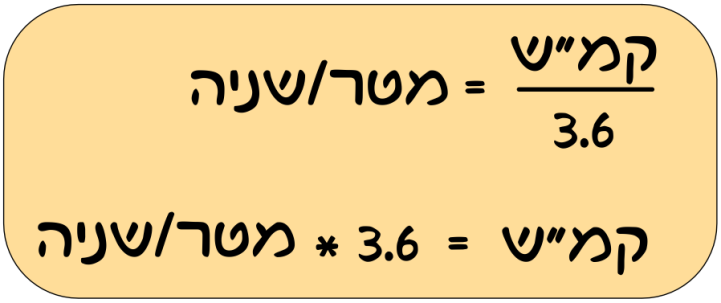 קמ״ש / 3.6 = מטר/שניה
קמ״ש = 3.6 * מטר/שניה